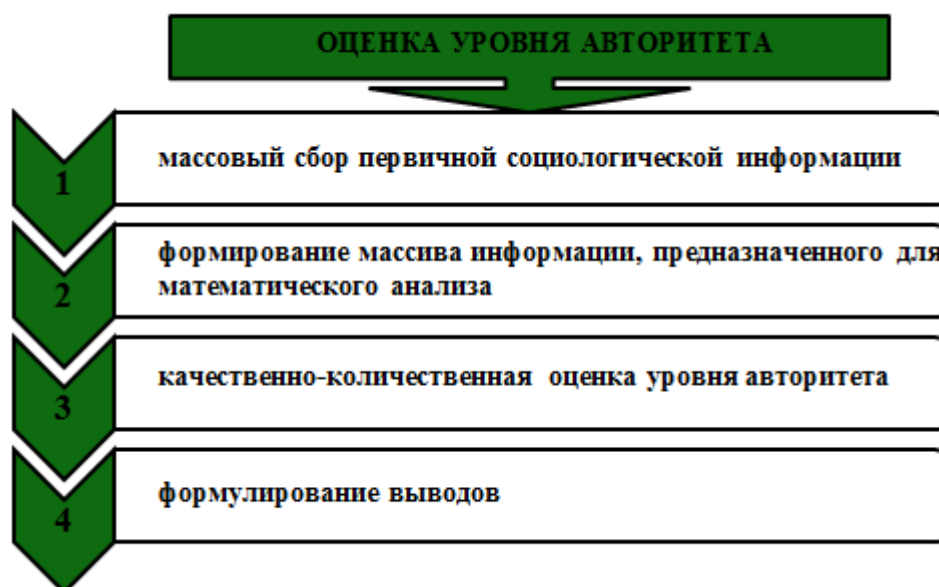 ОЦЕНКА УРОВНЯ АВТОРИТЕТА
1
массовый сбор первичной социологической информации
2
формирование массива информации, предназначенного для
математического анализа
3
качественно-количественная оценка уровня авторитета
4
формулирование выводов